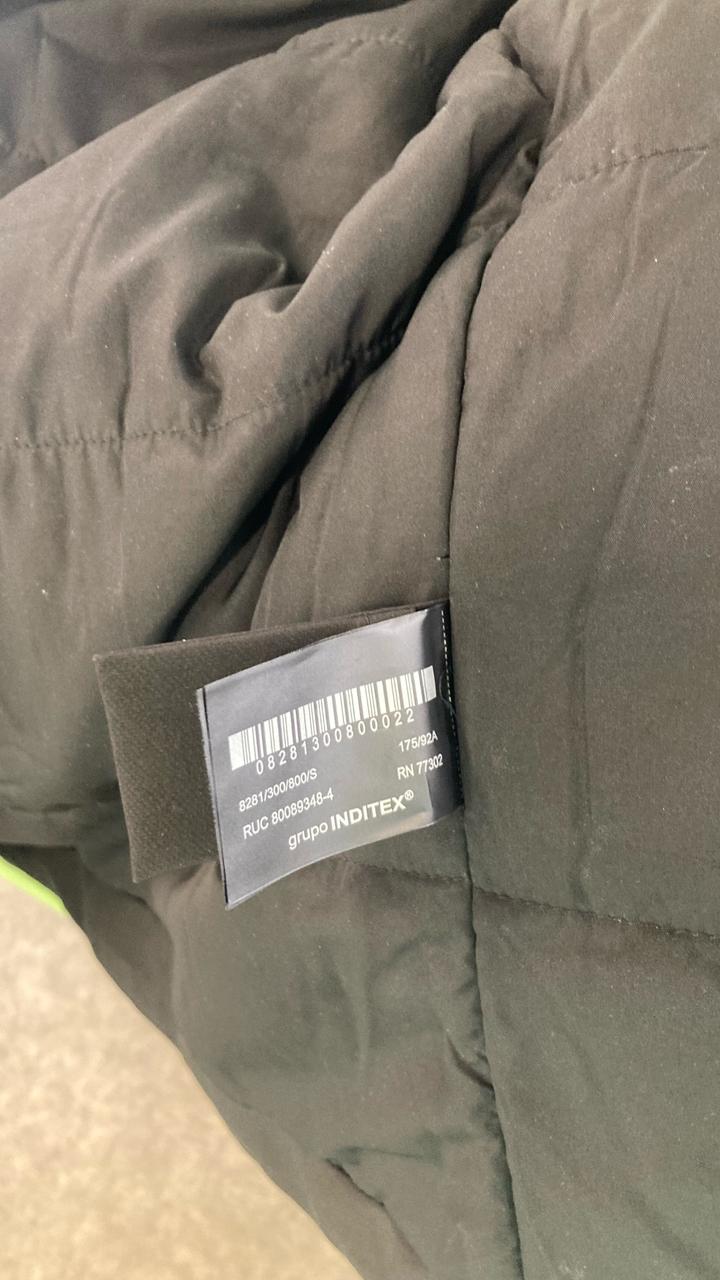 08281300800022
8281/300/800/S 175/92A
RUC 80089348-4 RN 77302
grupo INDITEX®